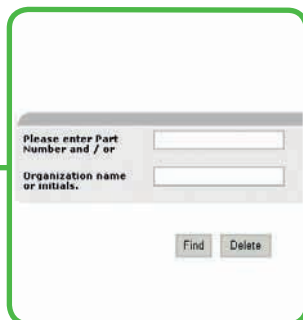 Please enter Part
Number and / or
Organization name
or initials.
Find Delete